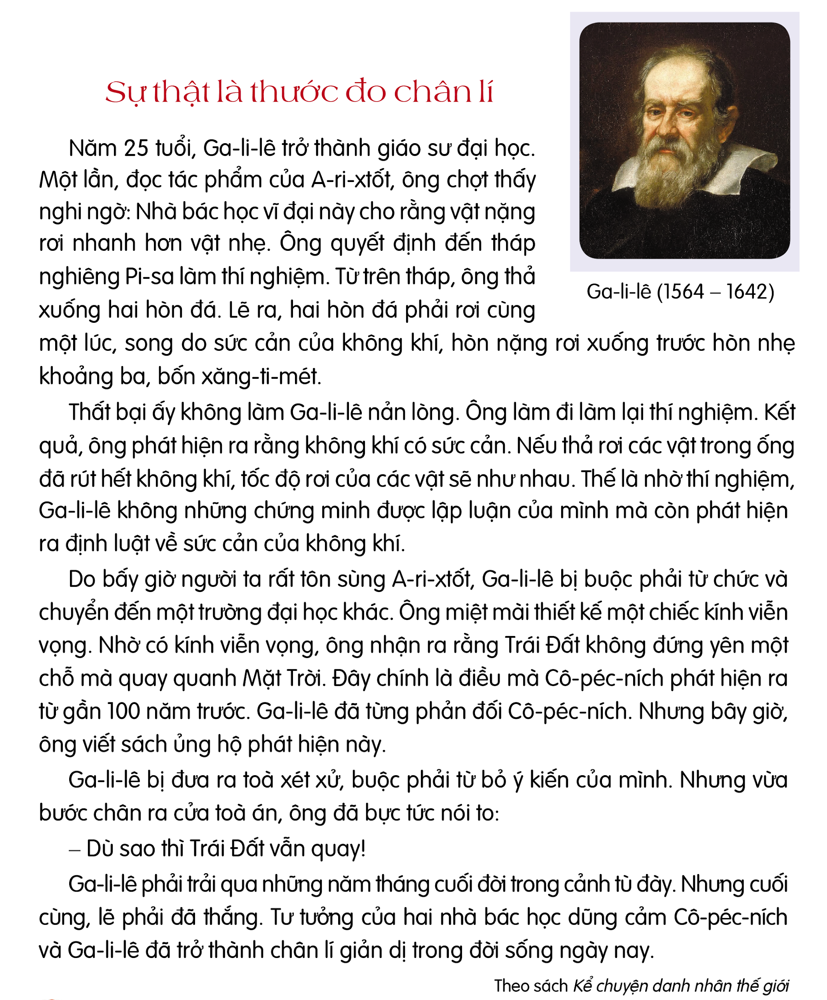 Sự thật là thước đo chân lí
Năm 25 tuổi, Ga-li-lê trở thành giáo sư đại học.
Một lần, đọc tác phẩm của A-ri-xtốt, ông chợt thấy
nghi ngờ: Nhà bác học vĩ đại này cho rằng vật nặng
rơi nhanh hơn vật nhẹ. Ông quyết định đến tháp
nghiêng Pi-sa làm thí nghiệm. Từ trên tháp, ông thả
xuống hai hòn đá. Lẽ ra, hai hòn đá phải rơi cùng
một lúc, song do sức cản của không khí, hòn nặng rơi xuống trước hòn nhẹ
khoảng ba, bốn xăng-ti-mét.
Ga-li-lê (1564 – 1642)
Thất bại ấy không làm Ga-li-lê nản lòng. Ông làm đi làm lại thí nghiệm. Kết
quả, ông phát hiện ra rằng không khí có sức cản. Nếu thả rơi các vật trong ống
đã rút hết không khí, tốc độ rơi của các vật sẽ như nhau. Thế là nhờ thí nghiệm,
Ga-li-lê không những chứng minh được lập luận của mình mà còn phát hiện
ra định luật về sức cản của không khí.
Do bấy giờ người ta rất tôn sùng A-ri-xtốt, Ga-li-lê bị buộc phải từ chức và
chuyển đến một trường đại học khác. Ông miệt mài thiết kế một chiếc kính viễn
vọng. Nhờ có kính viễn vọng, ông nhận ra rằng Trái Đất không đứng yên một
chỗ mà quay quanh Mặt Trời. Đây chính là điều mà Cô-péc-ních phát hiện ra
từ gần 100 năm trước. Ga-li-lê đã từng phản đối Cô-péc-ních. Nhưng bây giờ,
ông viết sách ủng hộ phát hiện này.
Ga-li-lê bị đưa ra toà xét xử, buộc phải từ bỏ ý kiến của mình. Nhưng vừa
bước chân ra cửa toà án, ông đã bực tức nói to:
– Dù sao thì Trái Đất vẫn quay!
Ga-li-lê phải trải qua những năm tháng cuối đời trong cảnh tù đày. Nhưng cuối
cùng, lẽ phải đã thắng. Tư tưởng của hai nhà bác học dũng cảm Cô-péc-ních
và Ga-li-lê đã trở thành chân lí giản dị trong đời sống ngày nay.
Theo sách Kể chuyện danh nhân thế giới